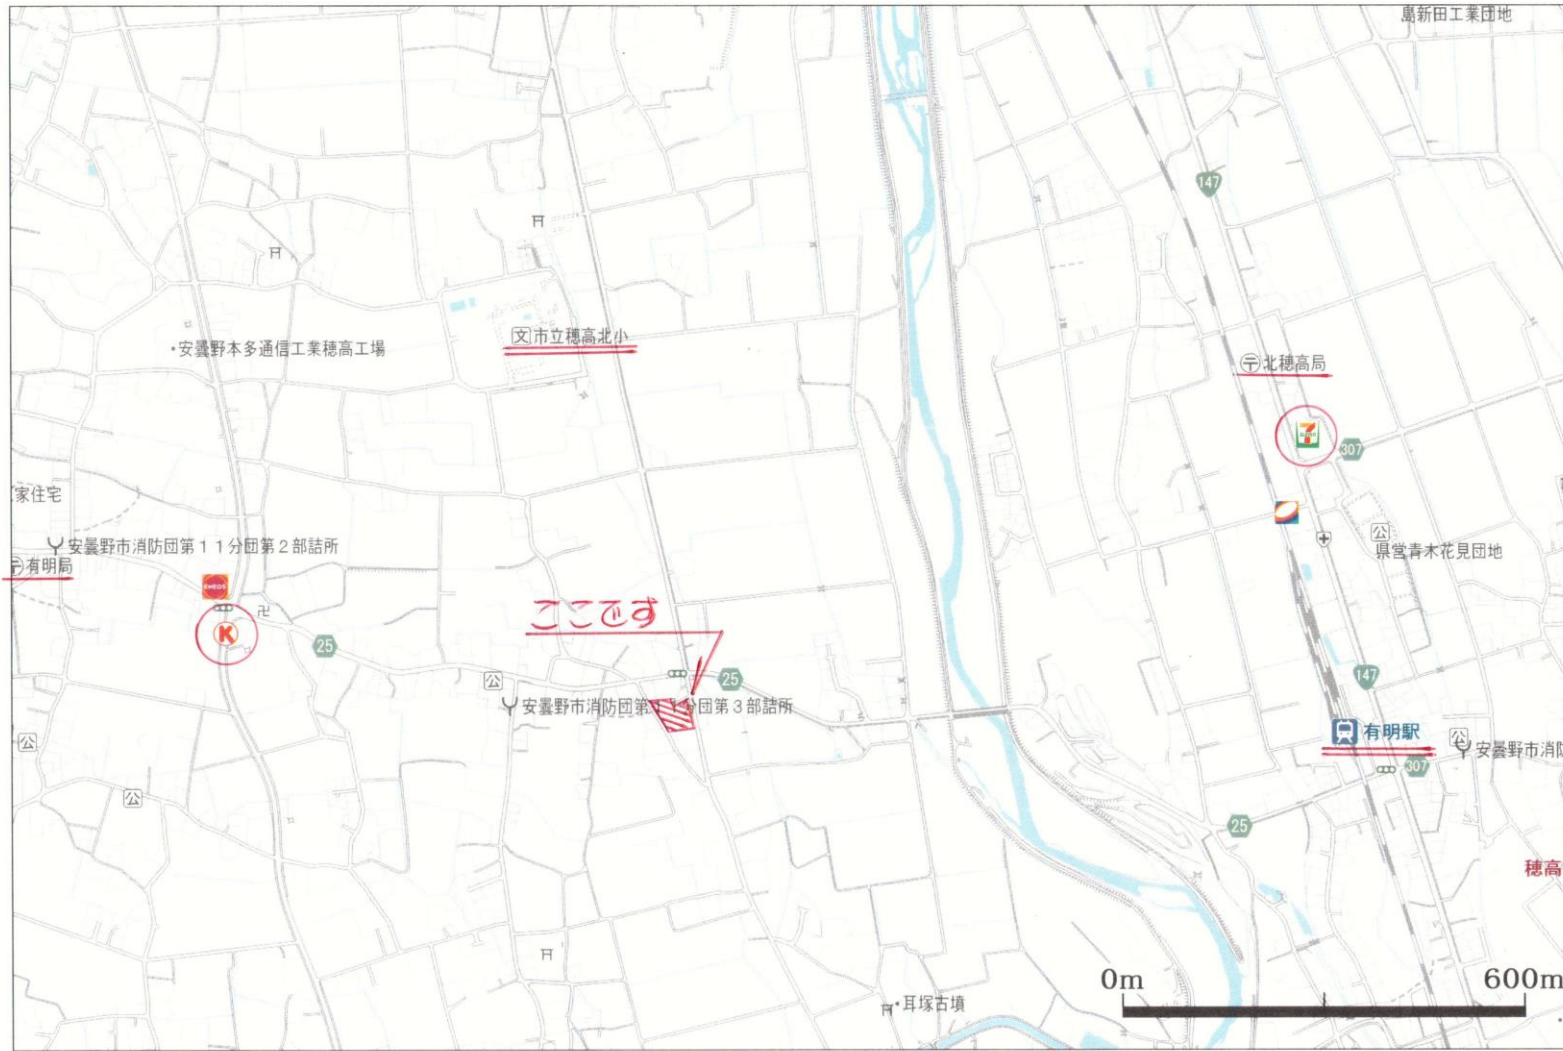 島新田工業団地
147
文市立穂高北小
・安曇野本多通信工業穂高工場
〒北穂高局
7
307
家住宅
安曇野市消防団第11分団第2部詰所
〒有明局
公
県営青木花見団地
ENEOS
ここです
K
25
公
25
147
安曇野市消防団第11分団第3部詰所
公
有明駅
公
安曇野市消防
307
公
25
穂高
0m
600m
・耳塚古墳